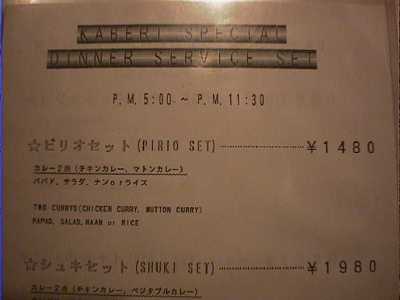 KABERI SPECIAL
DINNER SERVICE SET
P.M. 5:00 ～ P.M. 11:30
☆ピリオセット(PIRIO SET) ¥1480
カレー2点 (チキンカレー, マトンカレー)
パパド, サラダ, ナンorライス
TWO CURRYS(CHICKEN CURRY, MUTTON CURRY)
PAPAD, SALAD, NAAN or RICE
☆シュキセット(SHUKI SET) ¥1980
カレー2点 (チキンカレー, ベジタブルカレー)